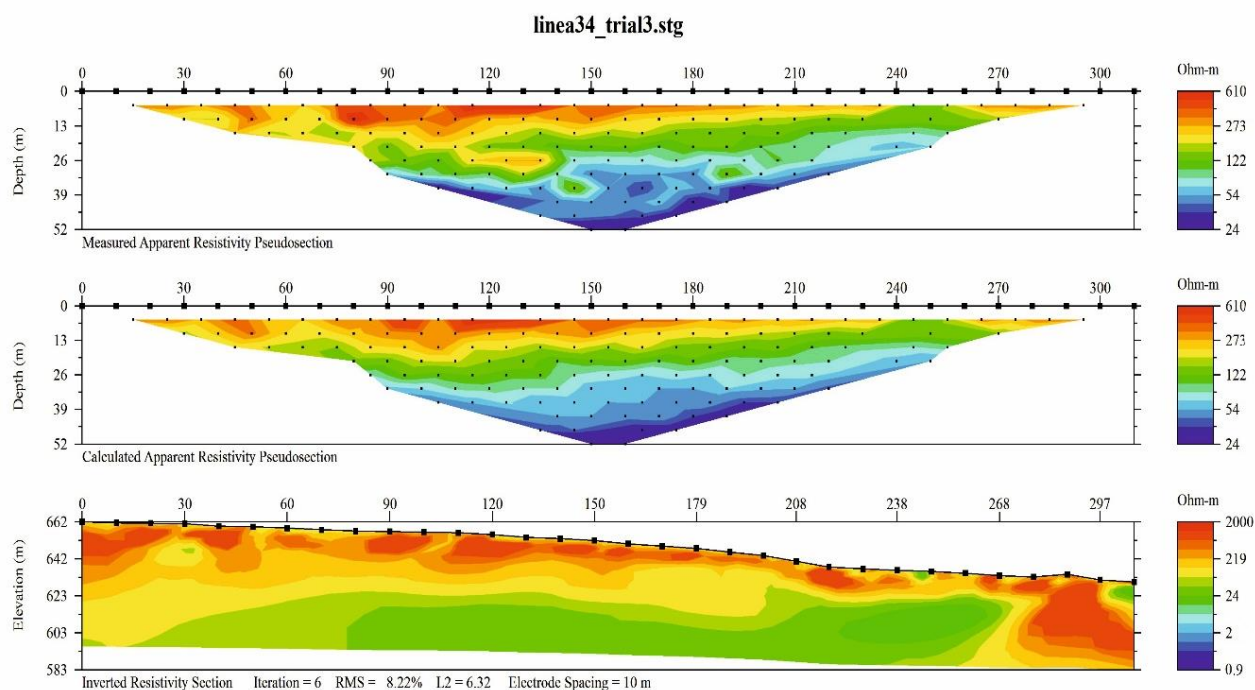 linea34_trial3.stg
0 30 60 90 120 150 180 210 240 270 300
Ohm-m
Depth (m)
0
13
26
39
52
610
273
122
54
24
Measured Apparent Resistivity Pseudosection
0 30 60 90 120 150 180 210 240 270 300
Ohm-m
Depth (m)
0
13
26
39
52
610
273
122
54
24
Calculated Apparent Resistivity Pseudosection
0 30 60 90 120 150 179 208 238 268 297
Ohm-m
Elevation (m)
662
642
623
603
583
2000
219
24
2
0.9
Inverted Resistivity Section Iteration = 6 RMS = 8.22% L2 = 6.32 Electrode Spacing = 10 m